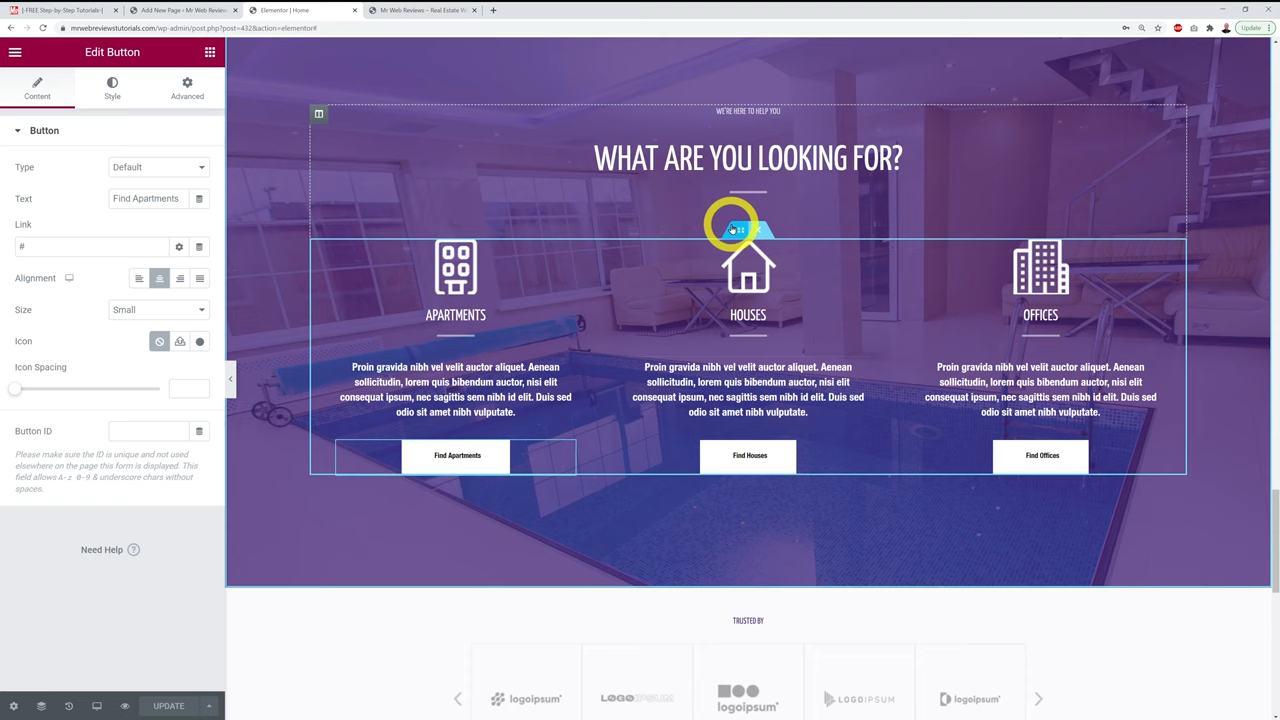 [-FREE Step-by-Step Tutorials-]
Add New Page ‹ Mr Web Reviews
Elementor | Home
Mr Web Reviews – Real Estate W
mrwebreviewstutorials.com/wp-admin/post.php?post=432&action=elementor#
Update
Edit Button
Content
Style
Advanced
Button
Type
Default
Text
Find Apartments
Link
#
Alignment
Size
Small
Icon
Icon Spacing
Button ID
Please make sure the ID is unique and not used
elsewhere on the page this form is displayed. This
field allows A-z 0-9 & underscore chars without
spaces.
Need Help
UPDATE
WE'RE HERE TO HELP YOU
WHAT ARE YOU LOOKING FOR?
APARTMENTS
Proin gravida nibh vel velit auctor aliquet. Aenean
sollicitudin, lorem quis bibendum auctor, nisi elit
consequat ipsum, nec sagittis sem nibh id elit. Duis sed
odio sit amet nibh vulputate.
Find Apartments
HOUSES
Proin gravida nibh vel velit auctor aliquet. Aenean
sollicitudin, lorem quis bibendum auctor, nisi elit
consequat ipsum, nec sagittis sem nibh id elit. Duis sed
odio sit amet nibh vulputate.
Find Houses
OFFICES
Proin gravida nibh vel velit auctor aliquet. Aenean
sollicitudin, lorem quis bibendum auctor, nisi elit
consequat ipsum, nec sagittis sem nibh id elit. Duis sed
odio sit amet nibh vulputate.
Find Offices
TRUSTED BY
logoipsum
LOGOIPSUM
logoipsum
LOGOIPSUM
logoipsum